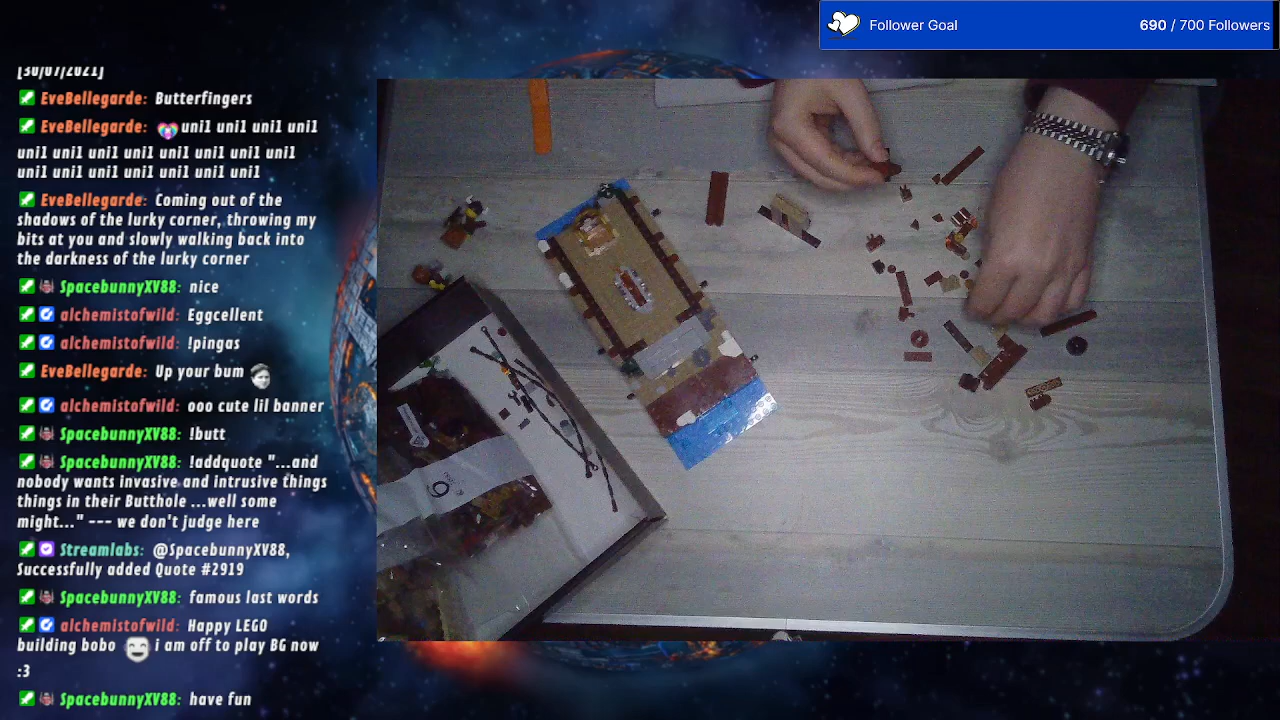 Follower Goal
690 / 700 Followers
[30/07/2021]
EveBellegarde: Butterfingers
EveBellegarde: uni1 uni1 uni1 uni1
uni1 uni1 uni1 uni1 uni1 uni1 uni1 uni1
uni1 uni1 uni1 uni1 uni1 uni1 uni1
EveBellegarde: Coming out of the
shadows of the lurky corner, throwing my
bits at you and slowly walking back into
the darkness of the lurky corner
SpacebunnyXV88: nice
alchemistofwild: Eggcellent
alchemistofwild: !pingas
EveBellegarde: Up your bum
alchemistofwild: ooo cute lil banner
SpacebunnyXV88: !butt
SpacebunnyXV88: !addquote "...and
nobody wants invasive and intrusive things
things in their Butthole ...well some
might..." --- we don't judge here
Streamlabs: @SpacebunnyXV88,
Successfully added Quote #2919
SpacebunnyXV88: famous last words
alchemistofwild: Happy LEGO
building bobo i am off to play BG now
:3
SpacebunnyXV88: have fun